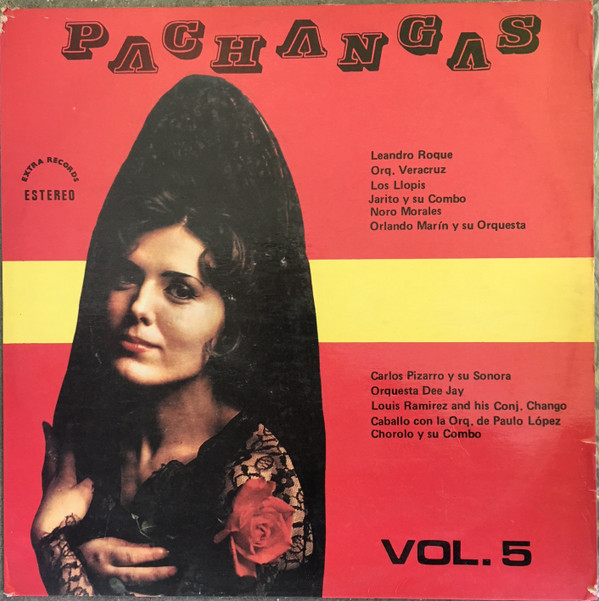 PACHANGAS
EXTRA RECORDS
ESTEREO
Leandro Roque
Orq. Veracruz
Los Llopis
Jarito y su Combo
Noro Morales
Orlando Marín y su Orquesta
Carlos Pizarro y su Sonora
Orquesta Dee Jay
Louis Ramirez and his Conj. Chango
Caballo con la Orq. de Paulo López
Chorolo y su Combo
VOL. 5